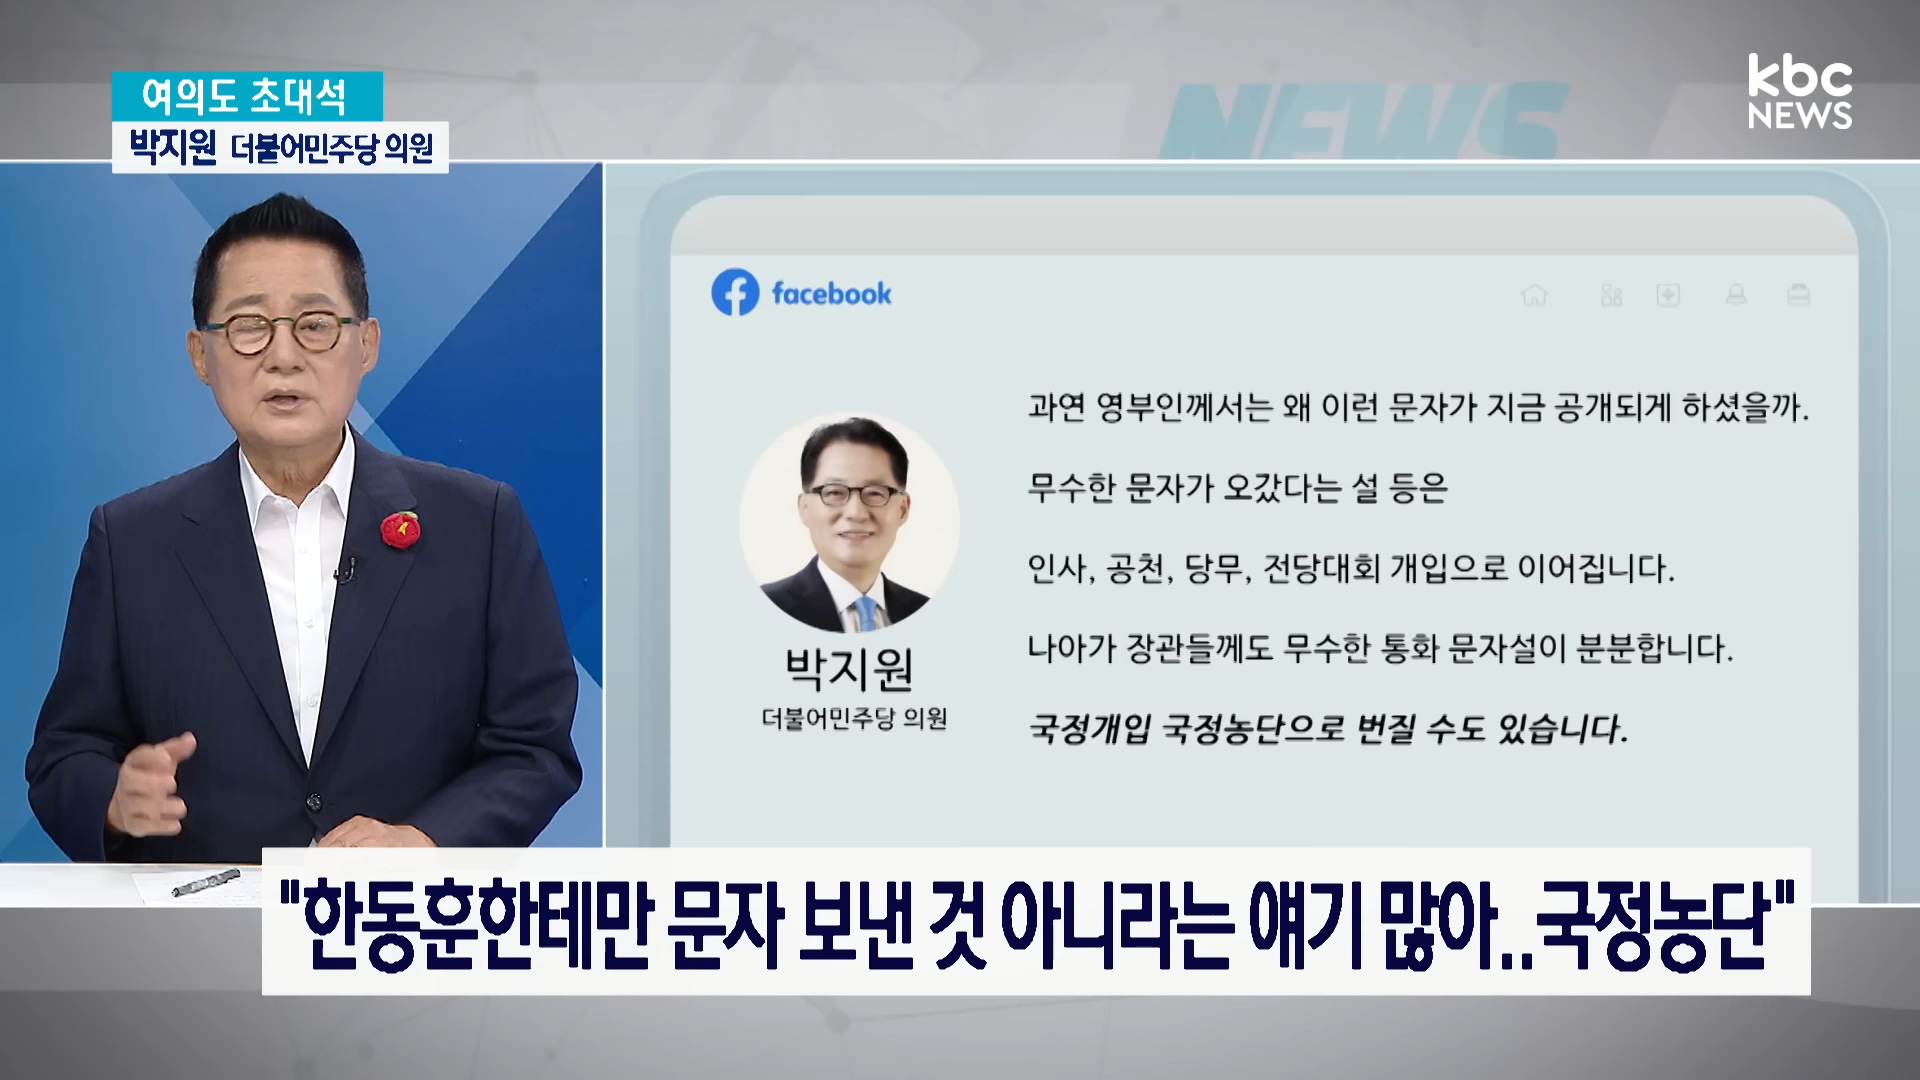 여의도 초대석
박지원 더불어민주당 의원
kbc
NEWS
NEWS
facebook
과연 영부인께서는 왜 이런 문자가 지금 공개되게 하셨을까.
무수한 문자가 오갔다는 설 등은
인사, 공천, 당무, 전당대회 개입으로 이어집니다.
나아가 장관들께도 무수한 통화 문자설이 분분합니다.
국정개입 국정농단으로 번질 수도 있습니다.
박지원
더불어민주당 의원
"한동훈한테만 문자 보낸 것 아니라는 얘기 많아..국정농단"